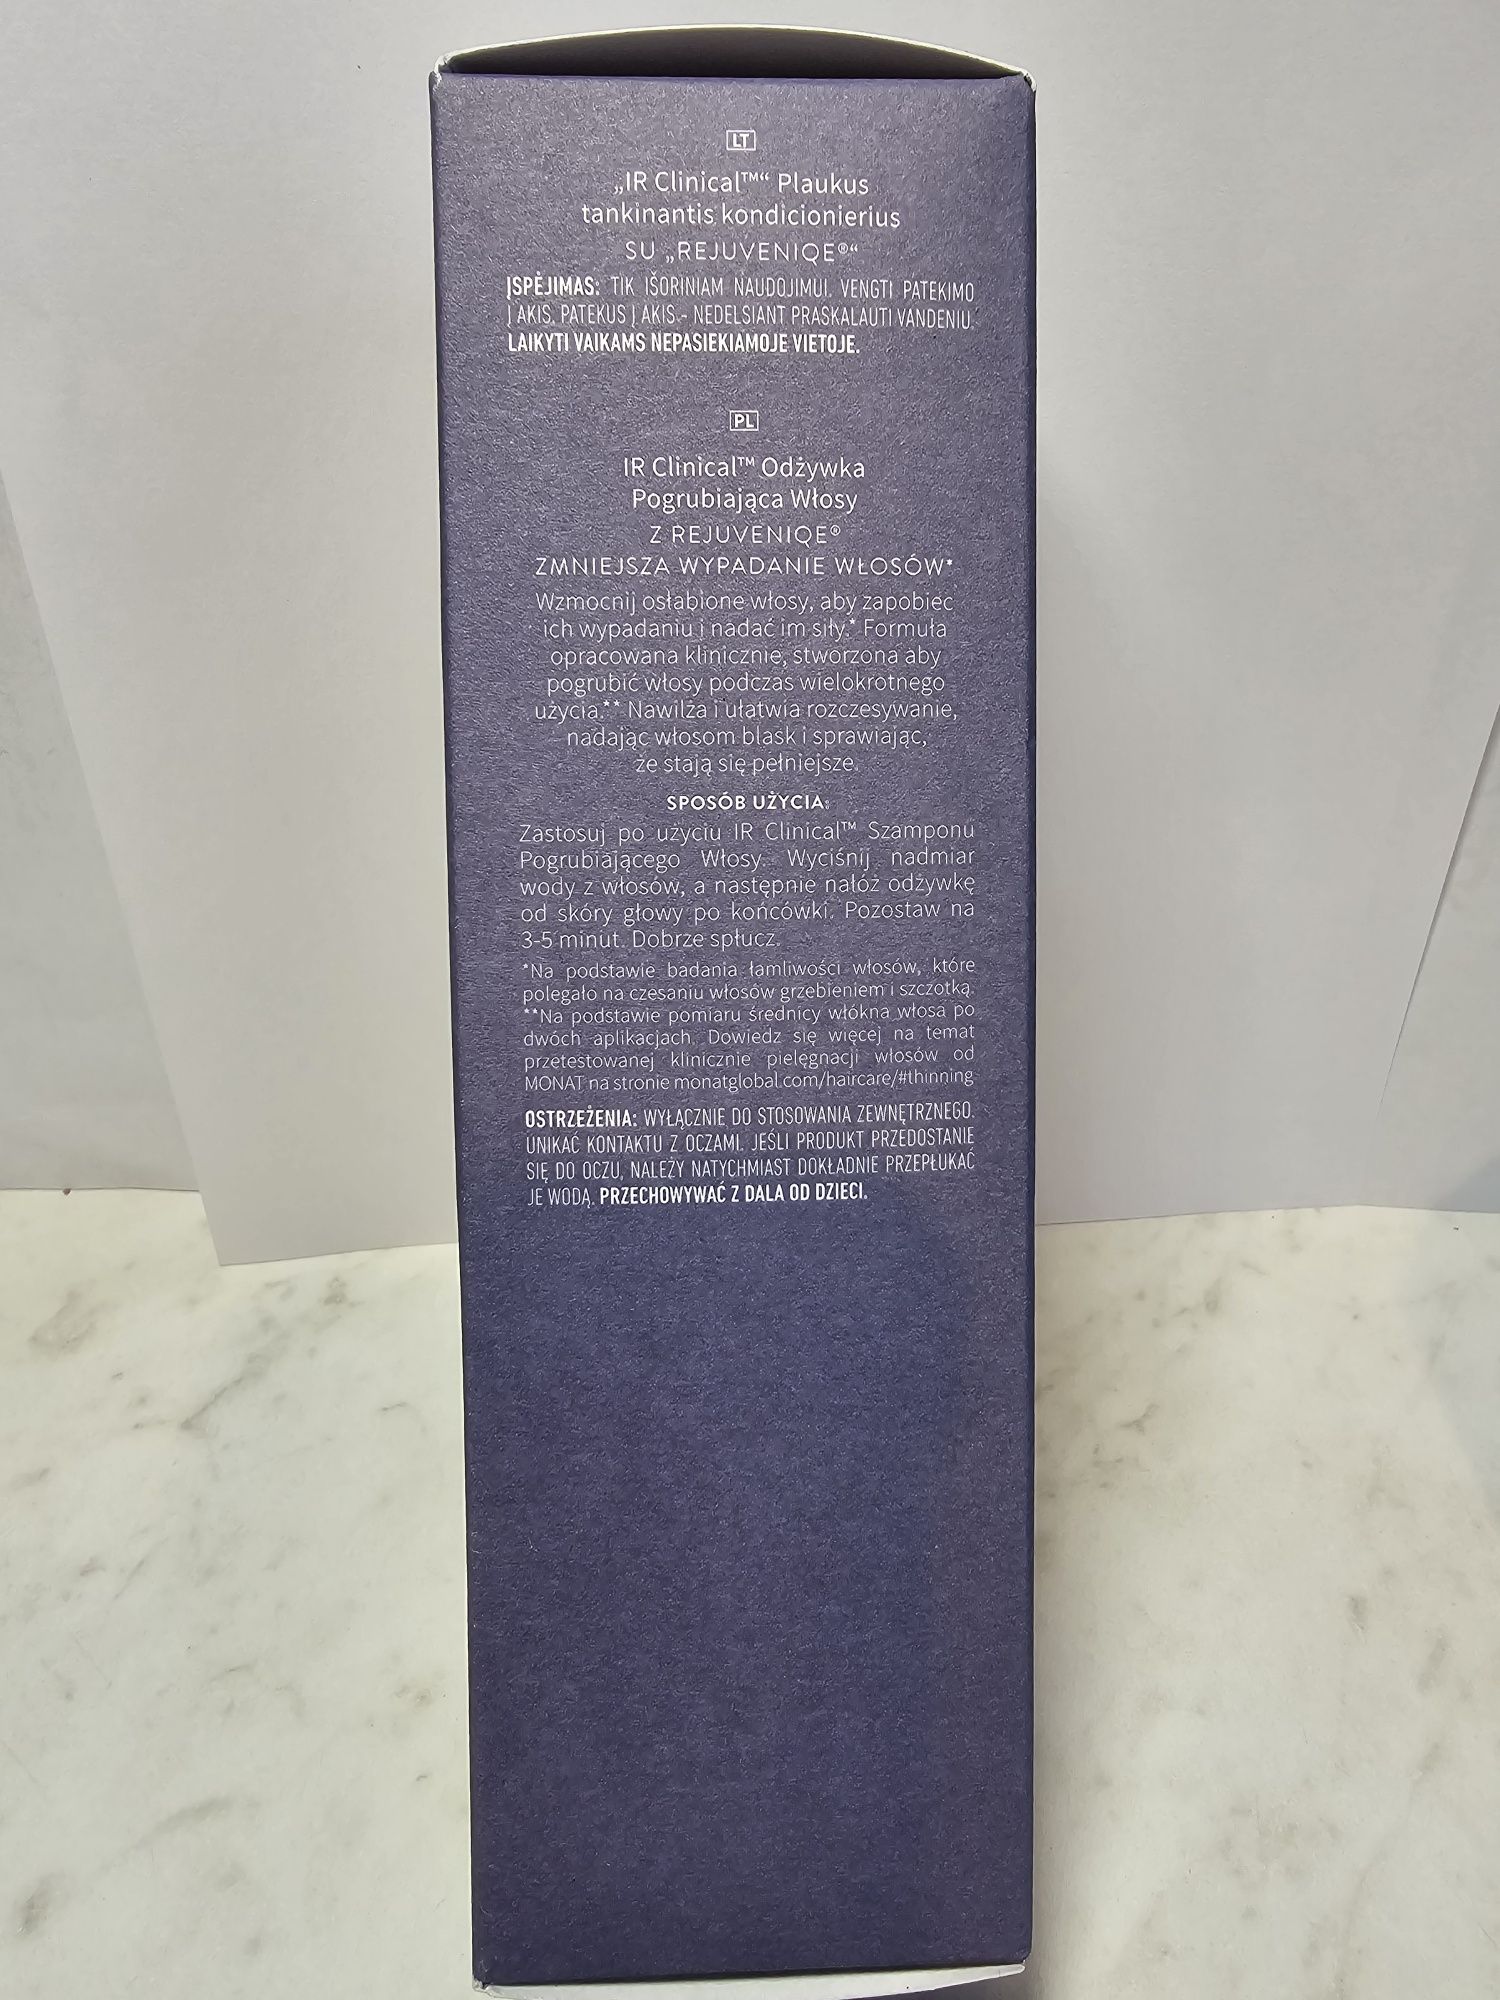 LT
„IR Clinical™“ Plaukus
tankinantis kondicionierius
SU „REJUVENIQE®“
ĮSPĖJIMAS: TIK IŠORINIAM NAUDOJIMUI. VENGTI PATEKIMO
Į AKIS. PATEKUS Į AKIS - NEDELSIANT PRASKALAUTI VANDENIU.
LAIKYTI VAIKAMS NEPASIEKIAMOJE VIETOJE.
PL
IR Clinical™ Odżywka
Pogrubiająca Włosy
Z REJUVENIQE®
ZMNIEJSZA WYPADANIE WŁOSÓW*
Wzmocnij osłabione włosy, aby zapobiec
ich wypadaniu i nadać im siły.* Formuła
opracowana klinicznie, stworzona aby
pogrubić włosy podczas wielokrotnego
użycia.** Nawilża i ułatwia rozczesywanie,
nadając włosom blask i sprawiając,
że stają się pełniejsze.
SPOSÓB UŻYCIA:
Zastosuj po użyciu IR Clinical™ Szamponu
Pogrubiającego Włosy. Wyciśnij nadmiar
wody z włosów, a następnie nałóż odżywkę
od skóry głowy po końcówki. Pozostaw na
3-5 minut. Dobrze spłucz.
*Na podstawie badania łamliwości włosów, które
polegało na czesaniu włosów grzebieniem i szczotką.
**Na podstawie pomiaru średnicy włókna włosa po
dwóch aplikacjach. Dowiedz się więcej na temat
przetestowanej klinicznie pielęgnacji włosów od
MONAT na stronie monatglobal.com/haircare/#thinning
OSTRZEŻENIA: WYŁĄCZNIE DO STOSOWANIA ZEWNĘTRZNEGO.
UNIKAĆ KONTAKTU Z OCZAMI. JEŚLI PRODUKT PRZEDOSTANIE
SIĘ DO OCZU, NALEŻY NATYCHMIAST DOKŁADNIE PRZEPŁUKAĆ
JE WODĄ. PRZECHOWYWAĆ Z DALA OD DZIECI.